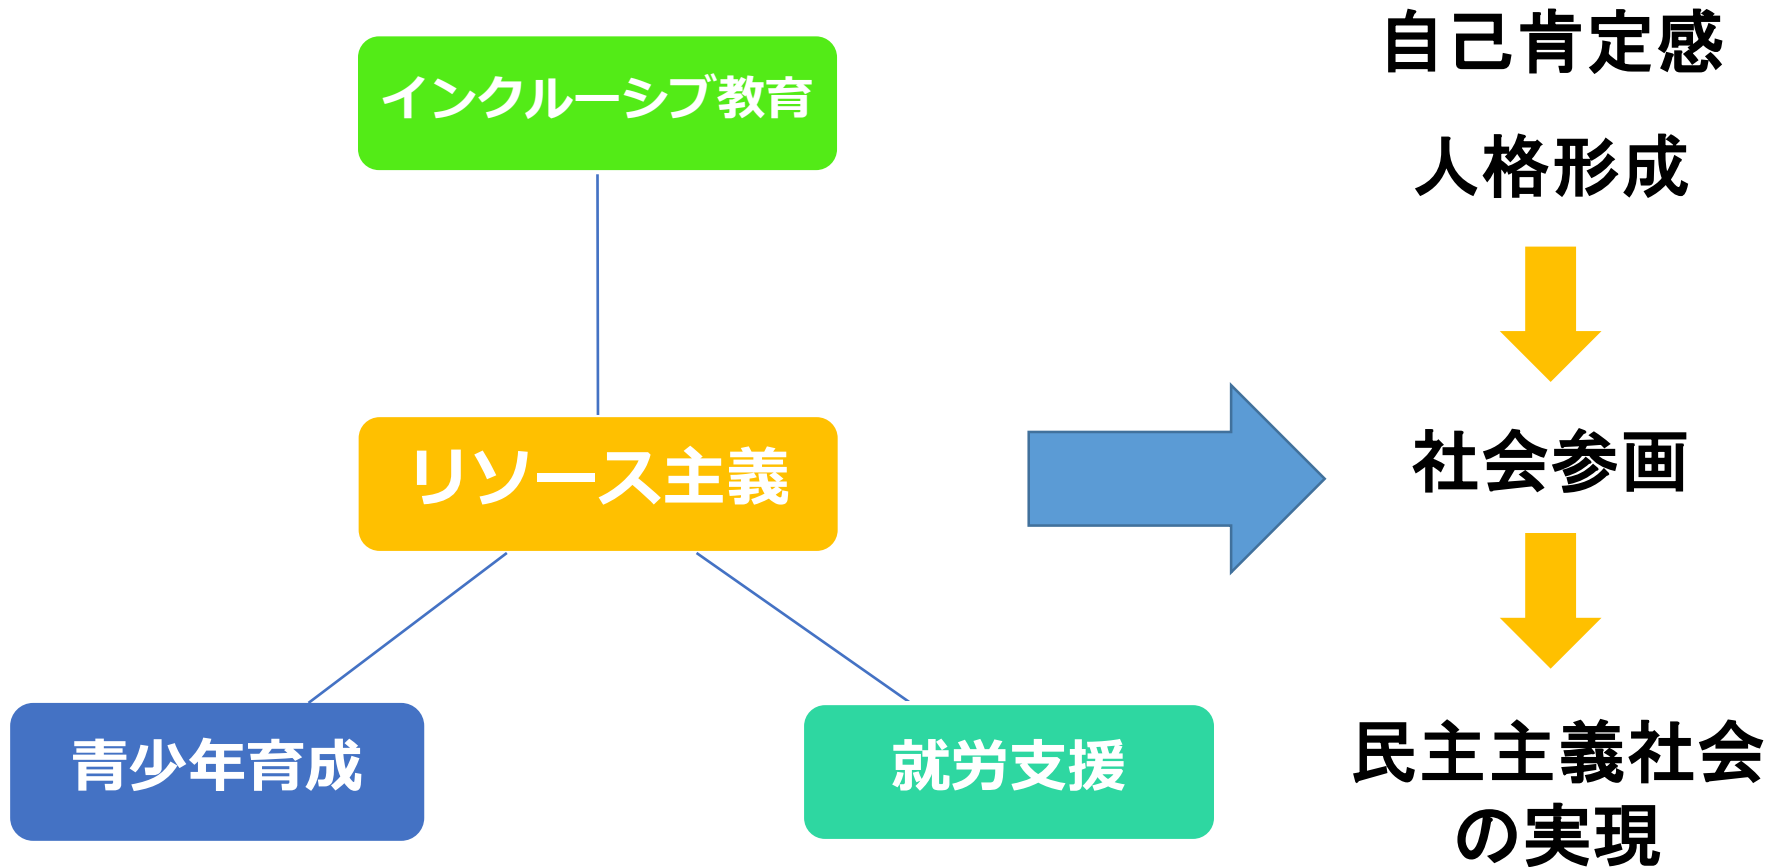 インクルーシブ教育
リソース主義
青少年育成
就労支援
自己肯定感
人格形成
社会参画
民主主義社会
の実現